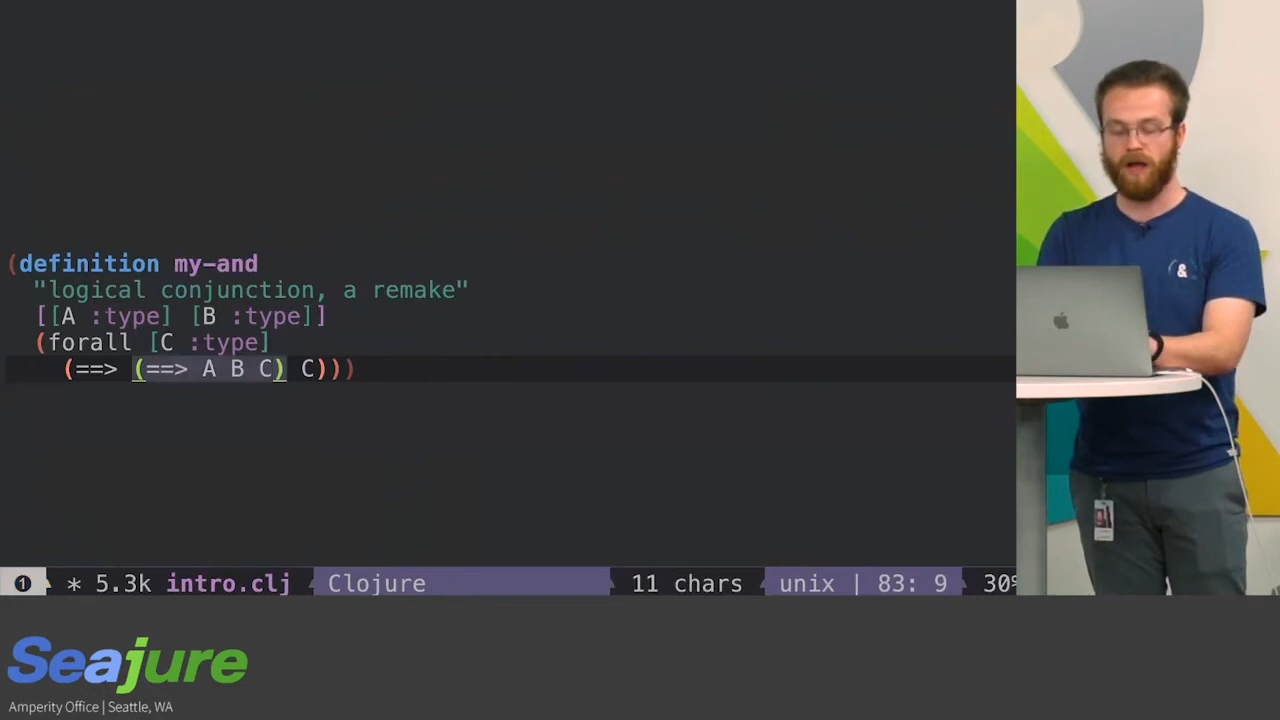 (definition my-and
"logical conjunction, a remake"
[[A :type] [B :type]]
(forall [C :type]
(==> (==> A B C) C)))
1 * 5.3k intro.clj Clojure 11 chars unix | 83: 9 30%
&
Seajure
Amperity Office | Seattle, WA